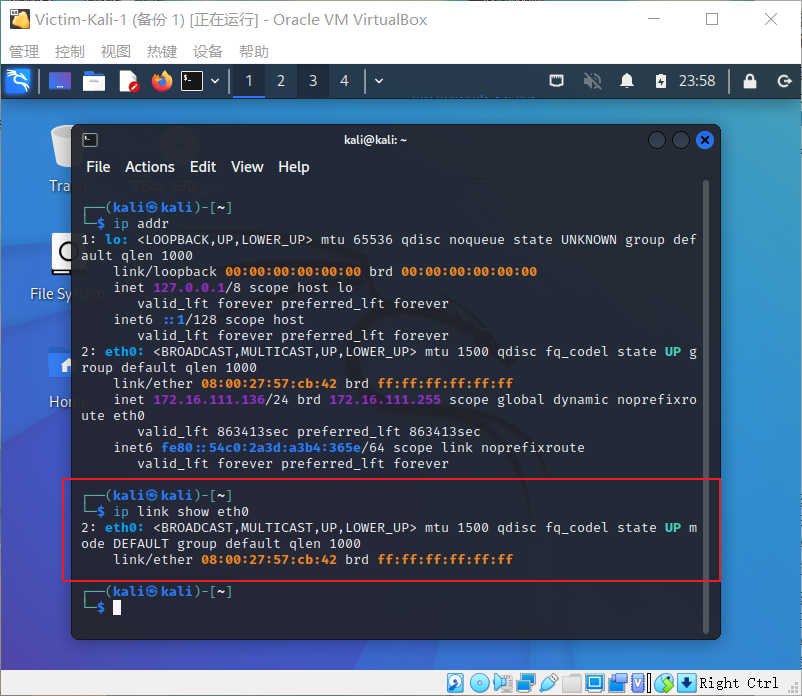 Victim-Kali-1 (备份 1) [正在运行] - Oracle VM VirtualBox
管理 控制 视图 热键 设备 帮助
1 2 3 4 23:58
kali@kali: ~
File Actions Edit View Help
Trash
File System
Home
┌──(kali㉿kali)-[~]
└─$ ip addr
1: lo: <LOOPBACK,UP,LOWER_UP> mtu 65536 qdisc noqueue state UNKNOWN group def
ault qlen 1000
link/loopback 00:00:00:00:00:00 brd 00:00:00:00:00:00
inet 127.0.0.1/8 scope host lo
valid_lft forever preferred_lft forever
inet6 ::1/128 scope host
valid_lft forever preferred_lft forever
2: eth0: <BROADCAST,MULTICAST,UP,LOWER_UP> mtu 1500 qdisc fq_codel state UP g
roup default qlen 1000
link/ether 08:00:27:57:cb:42 brd ff:ff:ff:ff:ff:ff
inet 172.16.111.136/24 brd 172.16.111.255 scope global dynamic noprefixro
ute eth0
valid_lft 863413sec preferred_lft 863413sec
inet6 fe80::54c0:2a3d:a3b4:365e/64 scope link noprefixroute
valid_lft forever preferred_lft forever
┌──(kali㉿kali)-[~]
└─$ ip link show eth0
2: eth0: <BROADCAST,MULTICAST,UP,LOWER_UP> mtu 1500 qdisc fq_codel state UP m
ode DEFAULT group default qlen 1000
link/ether 08:00:27:57:cb:42 brd ff:ff:ff:ff:ff:ff
┌──(kali㉿kali)-[~]
└─$
Right Ctrl